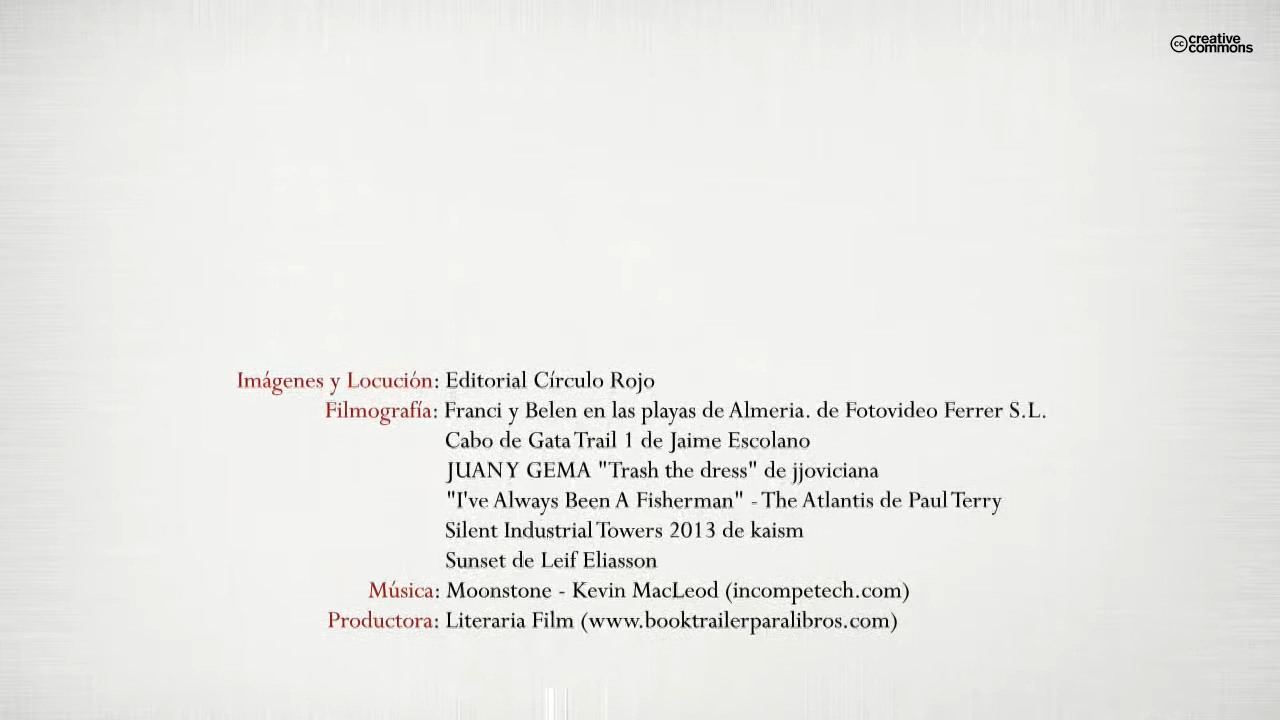 cc creative
commons
Imágenes y Locución: Editorial Círculo Rojo
Filmografía: Franci y Belen en las playas de Almeria. de Fotovideo Ferrer S.L.
Cabo de Gata Trail 1 de Jaime Escolano
JUAN Y GEMA "Trash the dress" de jjoviciana
"I've Always Been A Fisherman" - The Atlantis de Paul Terry
Silent Industrial Towers 2013 de kaism
Sunset de Leif Eliasson
Música: Moonstone - Kevin MacLeod (incompetech.com)
Productora: Literaria Film (www.booktrailerparalibros.com)